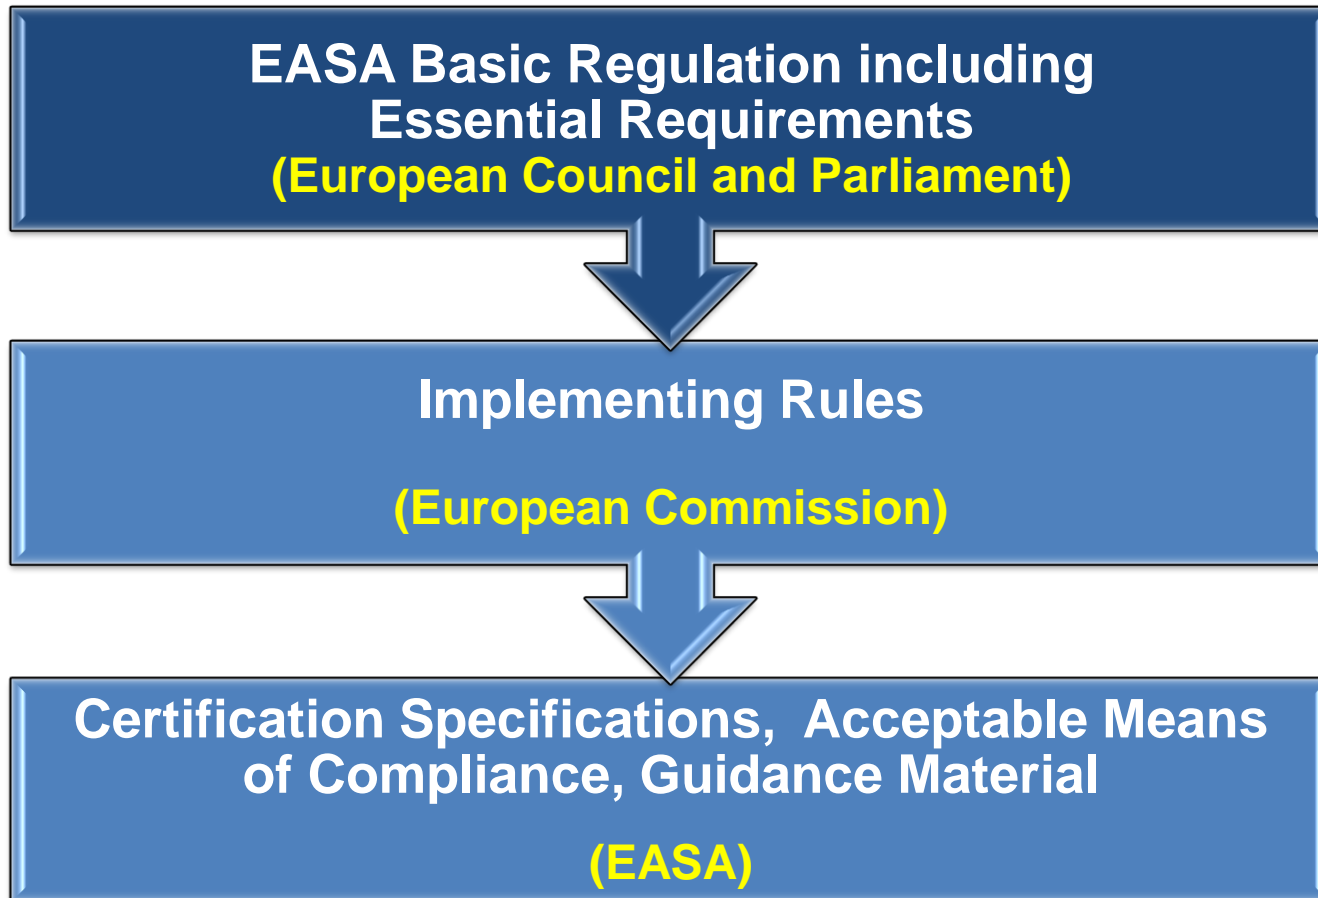 EASA Basic Regulation including
Essential Requirements
(European Council and Parliament)
Implementing Rules
(European Commission)
Certification Specifications,  Acceptable Means
of Compliance, Guidance Material
(EASA)